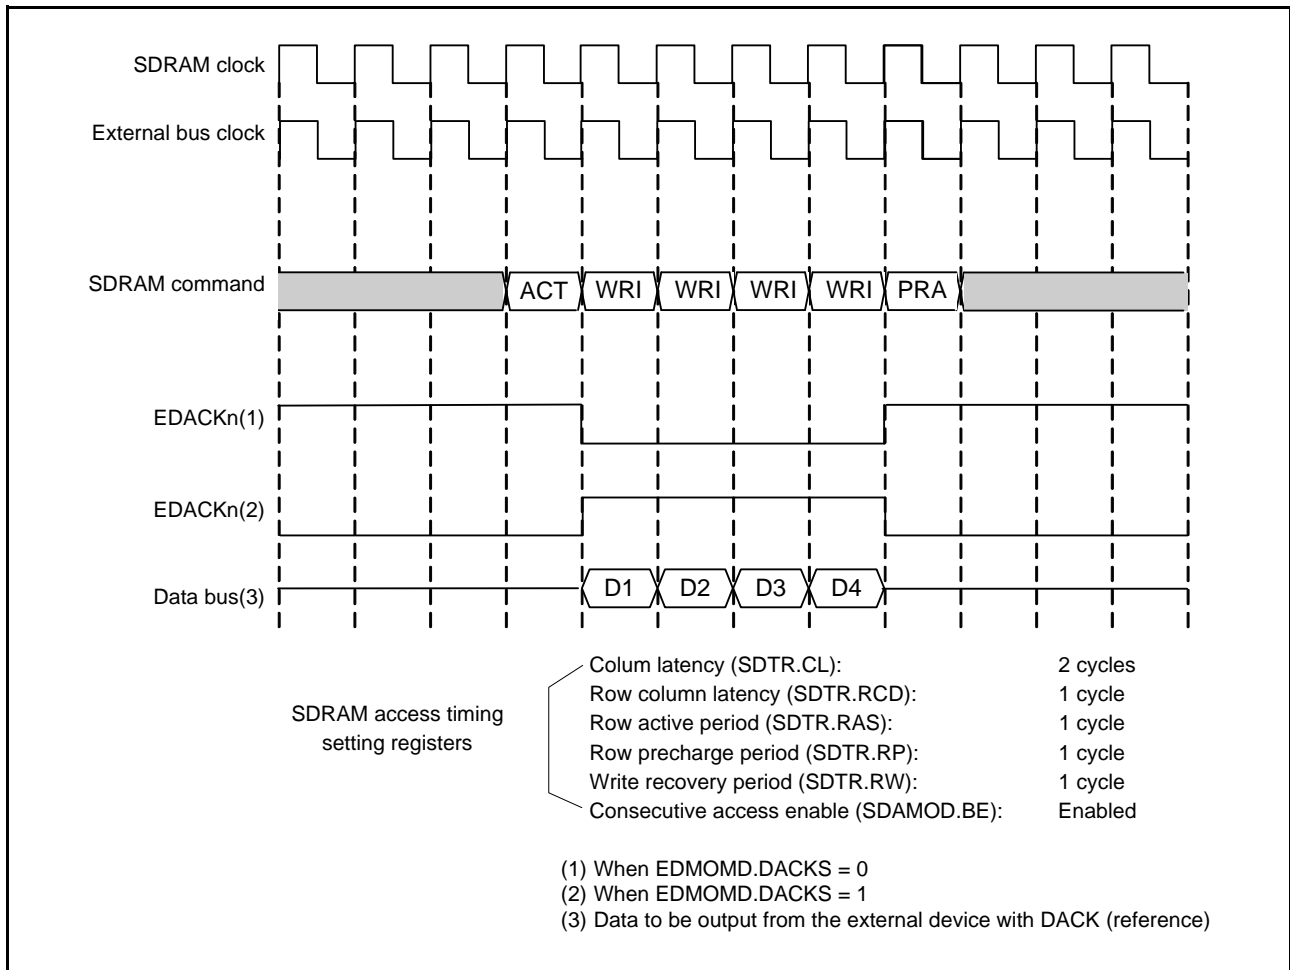 SDRAM clock
External bus clock
SDRAM command
ACT WRI WRI WRI WRI PRA
EDACKn(1)
EDACKn(2)
Data bus(3)
D1 D2 D3 D4
SDRAM access timing
setting registers
Colum latency (SDTR.CL): 2 cycles
Row column latency (SDTR.RCD): 1 cycle
Row active period (SDTR.RAS): 1 cycle
Row precharge period (SDTR.RP): 1 cycle
Write recovery period (SDTR.RW): 1 cycle
Consecutive access enable (SDAMOD.BE): Enabled
(1) When EDMOMD.DACKS = 0
(2) When EDMOMD.DACKS = 1
(3) Data to be output from the external device with DACK (reference)